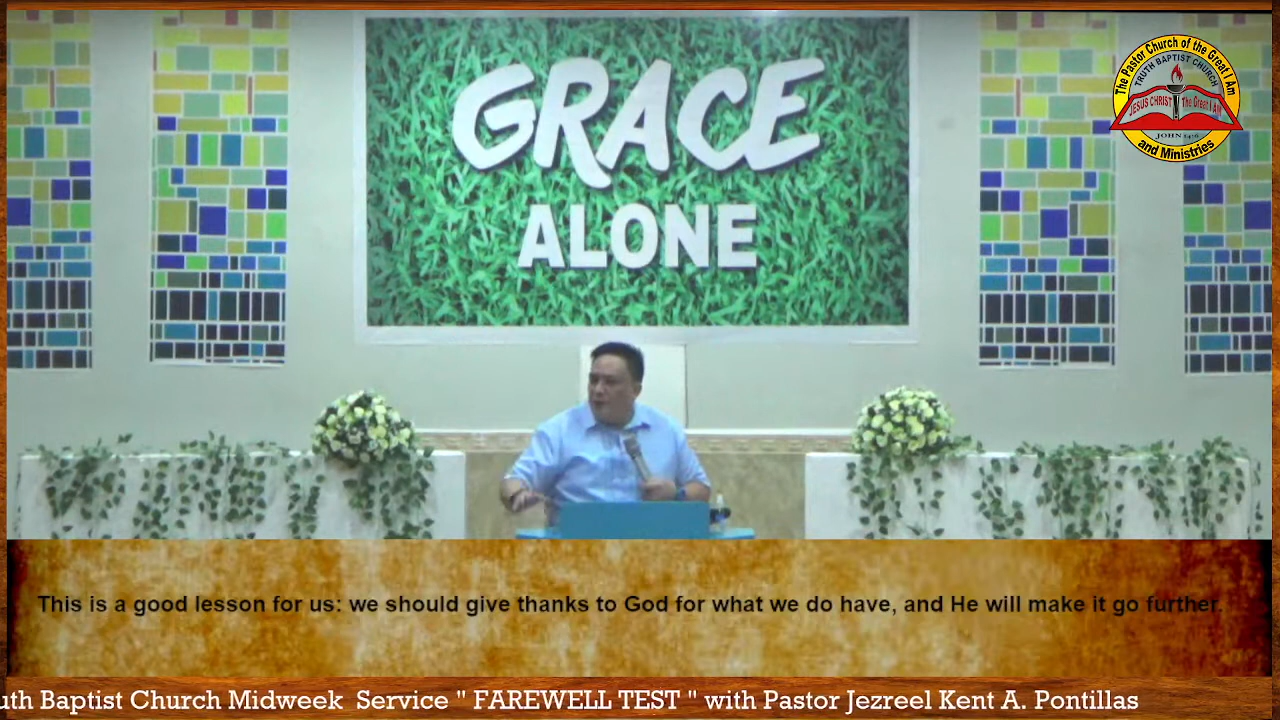 GRACE
ALONE
The Pastor Church of the Great I Am
TRUTH BAPTIST CHURCH
JESUS CHRIST The Great I AM
JOHN
and Ministries
This is a good lesson for us: we should give thanks to God for what we do have, and He will make it go further.
uth Baptist Church Midweek Service " FAREWELL TEST " with Pastor Jezreel Kent A. Pontillas